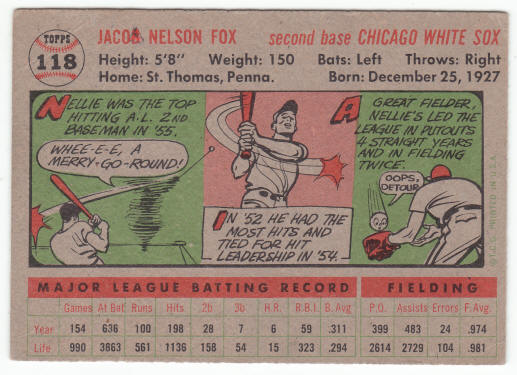 TOPPS
118
JACOB NELSON FOX second base CHICAGO WHITE SOX
Height: 5'8" Weight: 150 Bats: Left Throws: Right
Home: St. Thomas, Penna. Born: December 25, 1927
NELLIE WAS THE TOP
HITTING A.L. 2ND
BASEMAN IN '55.
WHEE-E-E, A
MERRY-GO-ROUND!
IN '52 HE HAD THE
MOST HITS AND
TIED FOR HIT
LEADERSHIP IN '54.
A GREAT FIELDER,
NELLIE'S LED THE
LEAGUE IN PUTOUTS
4 STRAIGHT YEARS
AND IN FIELDING
TWICE.
OOPS,
DETOUR
©T.C.G. PRINTED IN U.S.A.
MAJOR LEAGUE BATTING RECORD FIELDING
Games At Bat Runs Hits 2b 3b H.R. R.B.I. B. Avg P.O. Assists Errors F. Avg
Year 154 636 100 198 28 7 6 59 .311 399 483 24 .974
Life 990 3863 561 1136 158 54 15 323 .294 2614 2729 104 .981